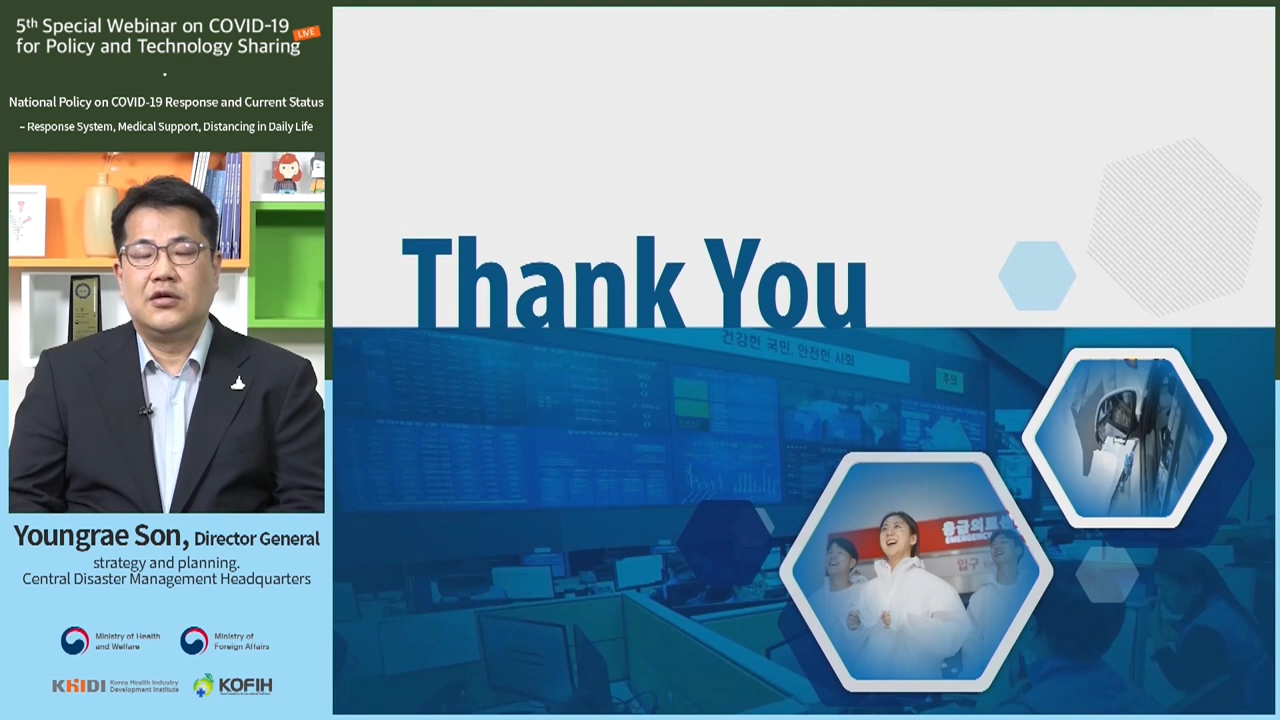 5th Special Webinar on COVID-19
for Policy and Technology Sharing
LIVE
National Policy on COVID-19 Response and Current Status
– Response System, Medical Support, Distancing in Daily Life
Youngrae Son, Director General
strategy and planning.
Central Disaster Management Headquarters
Ministry of Health
and Welfare
Ministry of
Foreign Affairs
KHIDI Korea Health Industry
Development Institute
KOFIH
Thank You
건강한 국민, 안전한 사회
주의
응급의료센
EMERGENCY
입구